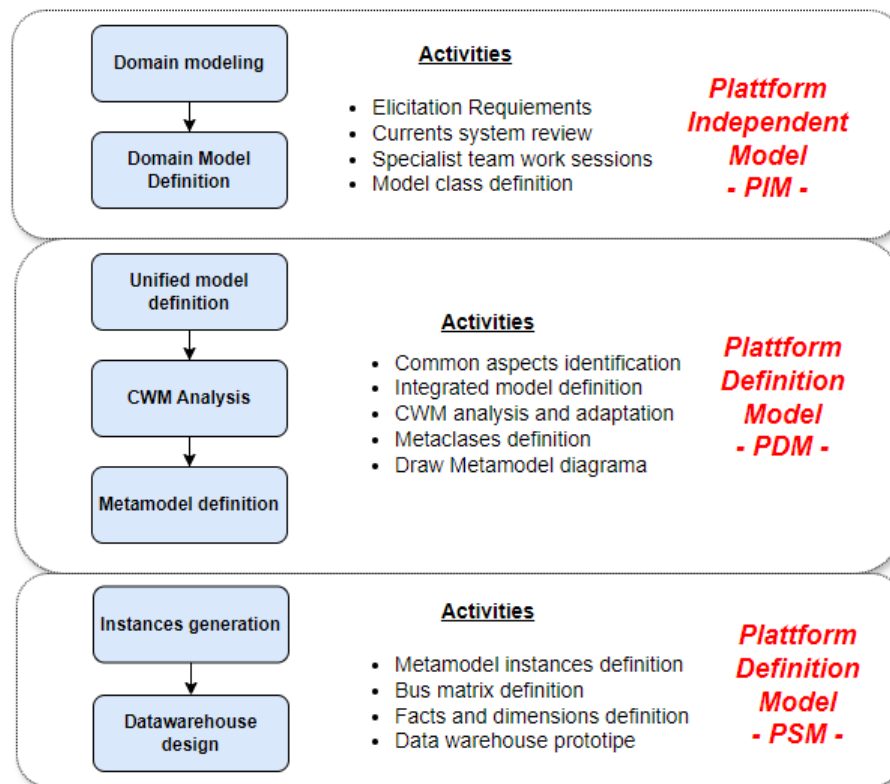 Domain modeling
Domain Model
Definition
Activities
• Elicitation Requiements
• Currents system review
• Specialist team work sessions
• Model class definition
Plattform
Independent
Model
- PIM -
Unified model
definition
CWM Analysis
Metamodel definition
Activities
• Common aspects identification
• Integrated model definition
• CWM analysis and adaptation
• Metaclases definition
• Draw Metamodel diagrama
Plattform
Definition
Model
- PDM -
Instances generation
Datawarehouse
design
Activities
• Metamodel instances definition
• Bus matrix definition
• Facts and dimensions definition
• Data warehouse prototipe
Plattform
Definition
Model
- PSM -